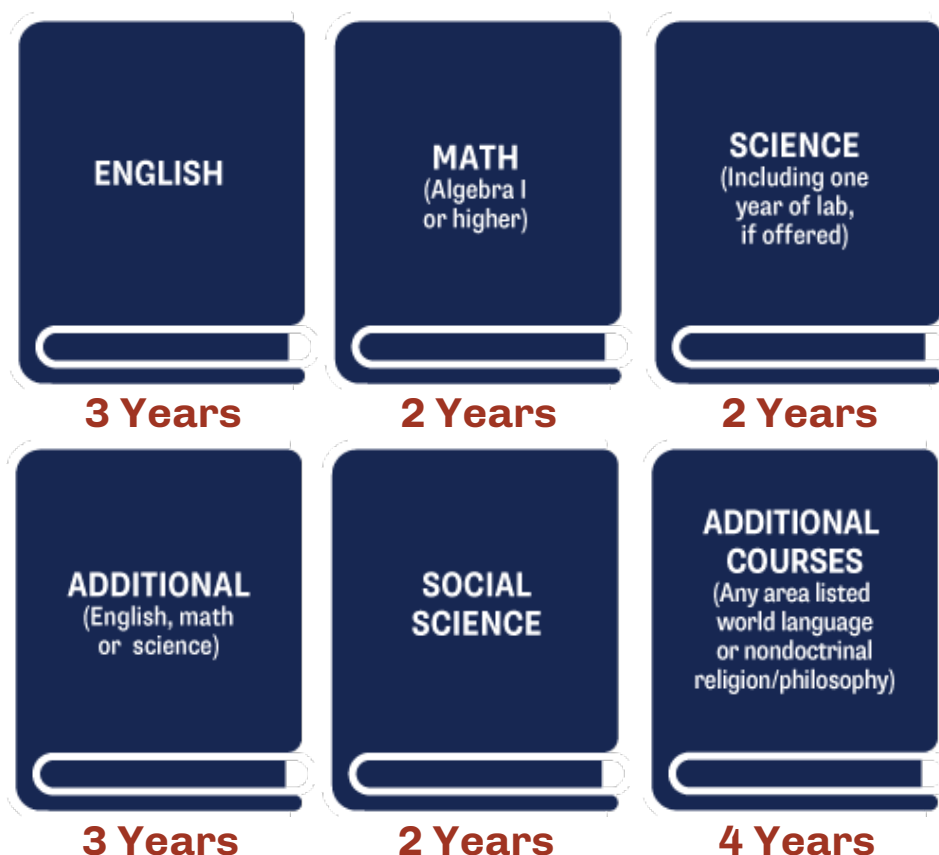 ENGLISH
3 Years
MATH
(Algebra I
or higher)
2 Years
SCIENCE
(Including one
year of lab,
if offered)
2 Years
ADDITIONAL
(English, math
or science)
3 Years
SOCIAL
SCIENCE
2 Years
ADDITIONAL
COURSES
(Any area listed
world language
or nondoctrinal
religion/philosophy)
4 Years